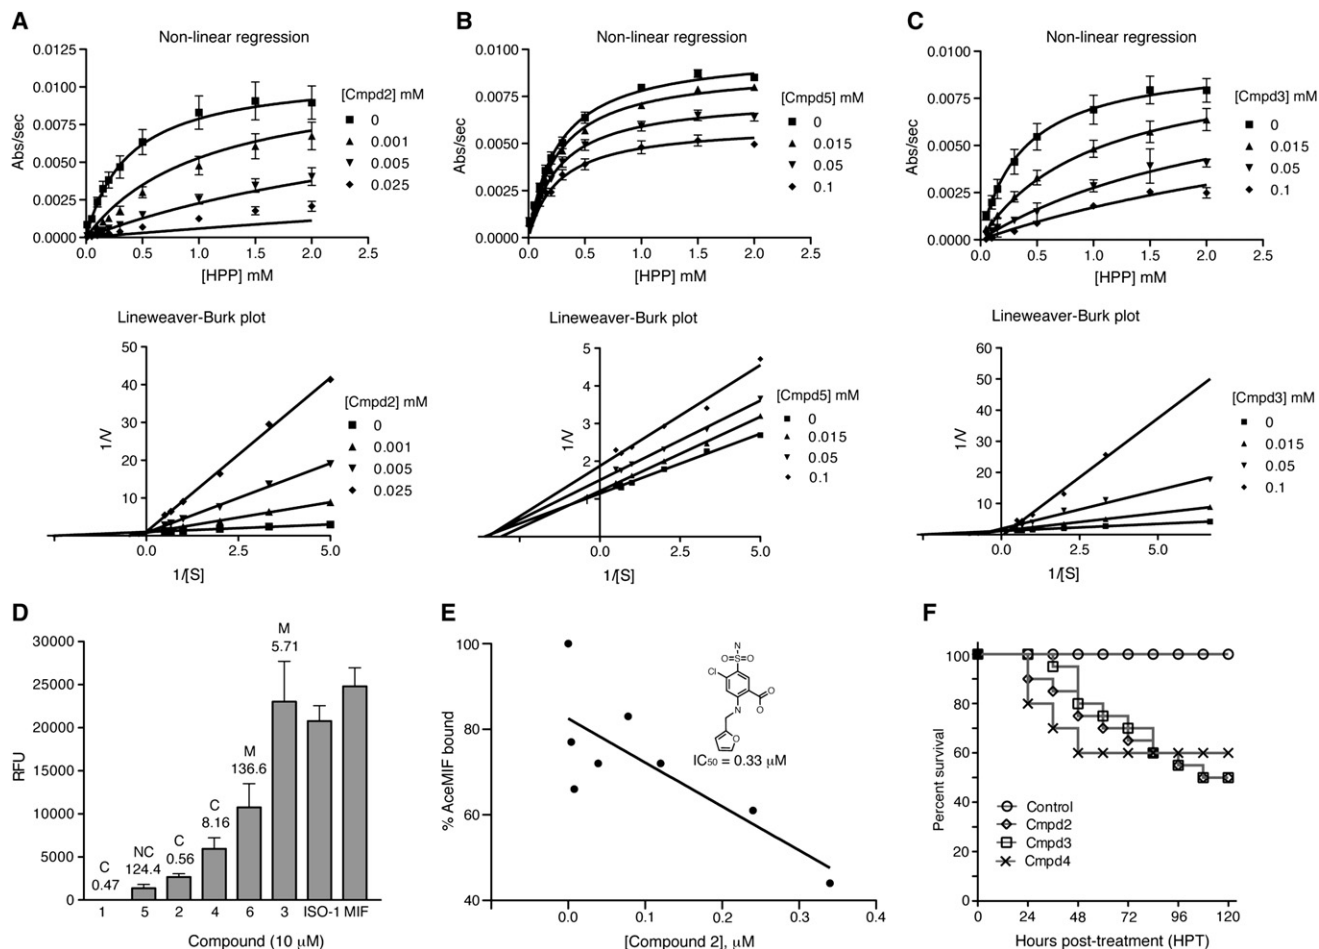 A
Non-linear regression
0.0125
0.0100
0.0075
0.0050
0.0025
0.0000
Abs/sec
0.0 0.5 1.0 1.5 2.0 2.5
[HPP] mM
[Cmpd2] mM
0
0.001
0.005
0.025
Lineweaver-Burk plot
50
40
30
20
10
1/V
0.0 2.5 5.0
1/[S]
[Cmpd2] mM
0
0.001
0.005
0.025
B
Non-linear regression
0.0100
0.0075
0.0050
0.0025
0.0000
Abs/sec
0.0 0.5 1.0 1.5 2.0 2.5
[HPP] mM
[Cmpd5] mM
0
0.015
0.05
0.1
Lineweaver-Burk plot
5
4
3
2
1
1/V
0.0 2.5 5.0
1/[S]
[Cmpd5] mM
0
0.015
0.05
0.1
C
Non-linear regression
0.0100
0.0075
0.0050
0.0025
0.0000
Abs/sec
0.0 0.5 1.0 1.5 2.0 2.5
[HPP] mM
[Cmpd3] mM
0
0.015
0.05
0.1
Lineweaver-Burk plot
60
50
40
30
20
10
1/V
0.0 2.5 5.0
1/[S]
[Cmpd3] mM
0
0.015
0.05
0.1
D
30000
25000
20000
15000
10000
5000
0
RFU
C
0.47
NC
124.4
C
0.56
C
8.16
M
136.6
M
5.71
1 5 2 4 6 3 ISO-1 MIF
Compound (10 μM)
E
100
80
60
40
% AceMIF bound
N
O=S=O
Cl
O
O
N
O
IC50 = 0.33 μM
0.0 0.1 0.2 0.3 0.4
[Compound 2], μM
F
100
80
60
40
20
0
Percent survival
Control
Cmpd2
Cmpd3
Cmpd4
0 24 48 72 96 120
Hours post-treatment (HPT)